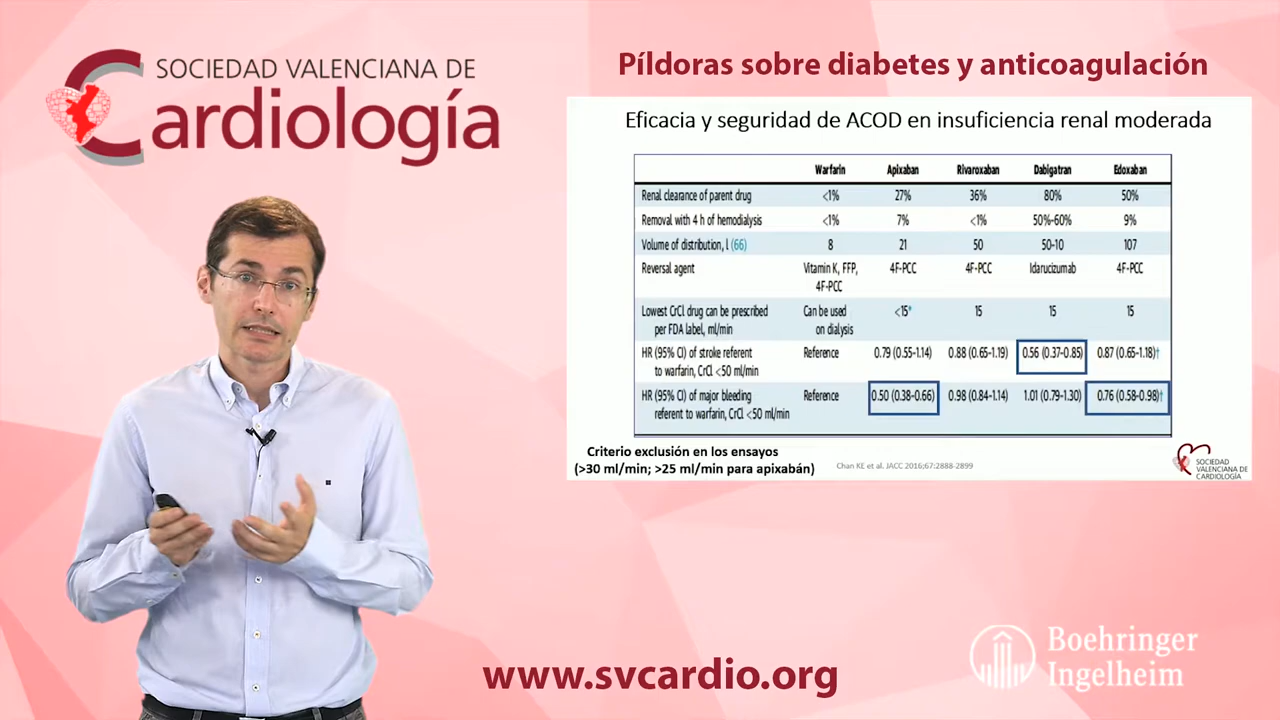 SOCIEDAD VALENCIANA DE
Cardiología
Píldoras sobre diabetes y anticoagulación
Eficacia y seguridad de ACOD en insuficiencia renal moderada
Warfarin Apixaban Rivaroxaban Dabigatran Edoxaban
Renal clearance of parent drug <1% 27% 36% 80% 50%
Removal with 4 h of hemodialysis <1% 7% <1% 50%-60% 9%
Volume of distribution, l (66) 8 21 50 50-10 107
Reversal agent Vitamin K, FFP, 4F-PCC 4F-PCC Idarucizumab 4F-PCC
4F-PCC
Lowest CrCl drug can be prescribed Can be used <15* 15 15 15
per FDA label, ml/min on dialysis
HR (95% CI) of stroke referent Reference 0.79 (0.55-1.14) 0.88 (0.65-1.19) 0.56 (0.37-0.85) 0.87 (0.65-1.18)†
to warfarin, CrCl <50 ml/min
HR (95% CI) of major bleeding Reference 0.50 (0.38-0.66) 0.98 (0.84-1.14) 1.01 (0.79-1.30) 0.76 (0.58-0.98)†
referent to warfarin, CrCl <50 ml/min
Criterio exclusión en los ensayos
(>30 ml/min; >25 ml/min para apixabán)
Chan KE et al. JACC 2016;67:2888-2899
SOCIEDAD
VALENCIANA DE
CARDIOLOGÍA
www.svcardio.org
Boehringer
Ingelheim